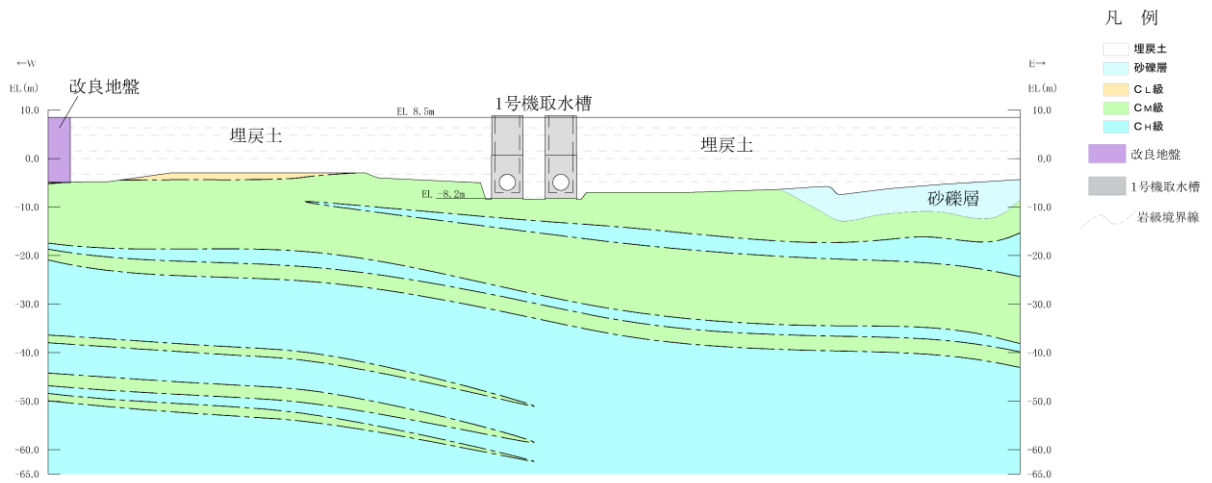 凡 例
埋戻土
砂礫層
CL級
CM級
CH級
改良地盤
1号機取水槽
岩級境界線
←W
EL(m)
改良地盤
10.0
0.0
-10.0
-20.0
-30.0
-40.0
-50.0
-60.0
-65.0
EL 8.5m
1号機取水槽
埋戻土
埋戻土
EL -8.2m
砂礫層
E→
EL(m)
10.0
0.0
-10.0
-20.0
-30.0
-40.0
-50.0
-60.0
-65.0